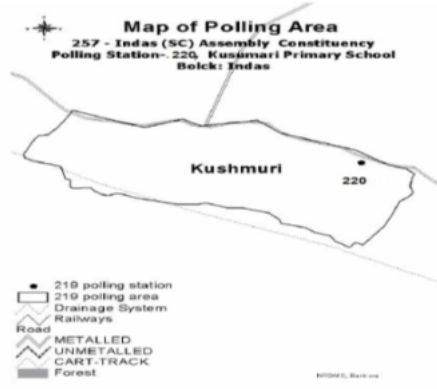 Map of Polling Area
257 - Indas (SC) Assembly Constituency
Polling Station-.220, Kusumari Primary School
Bolck: Indas
Kushmuri
220
219 polling station
219 polling area
Drainage System
Railways
Road
METALLED
UNMETALLED
CART-TRACK
Forest